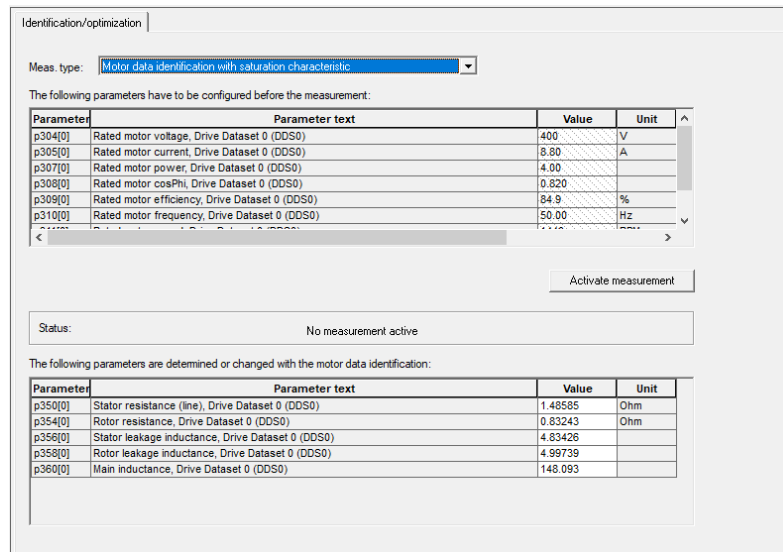 Identification/optimization
Meas. type: Motor data identification with saturation characteristic
The following parameters have to be configured before the measurement:
Parameter Parameter text Value Unit
p304[0] Rated motor voltage, Drive Dataset 0 (DDS0) 400 V
p305[0] Rated motor current, Drive Dataset 0 (DDS0) 8.80 A
p307[0] Rated motor power, Drive Dataset 0 (DDS0) 4.00
p308[0] Rated motor cosPhi, Drive Dataset 0 (DDS0) 0.820
p309[0] Rated motor efficiency, Drive Dataset 0 (DDS0) 84.9 %
p310[0] Rated motor frequency, Drive Dataset 0 (DDS0) 50.00 Hz
Activate measurement
Status: No measurement active
The following parameters are determined or changed with the motor data identification:
Parameter Parameter text Value Unit
p350[0] Stator resistance (line), Drive Dataset 0 (DDS0) 1.48585 Ohm
p354[0] Rotor resistance, Drive Dataset 0 (DDS0) 0.83243 Ohm
p356[0] Stator leakage inductance, Drive Dataset 0 (DDS0) 4.83426
p358[0] Rotor leakage inductance, Drive Dataset 0 (DDS0) 4.99739
p360[0] Main inductance, Drive Dataset 0 (DDS0) 148.093